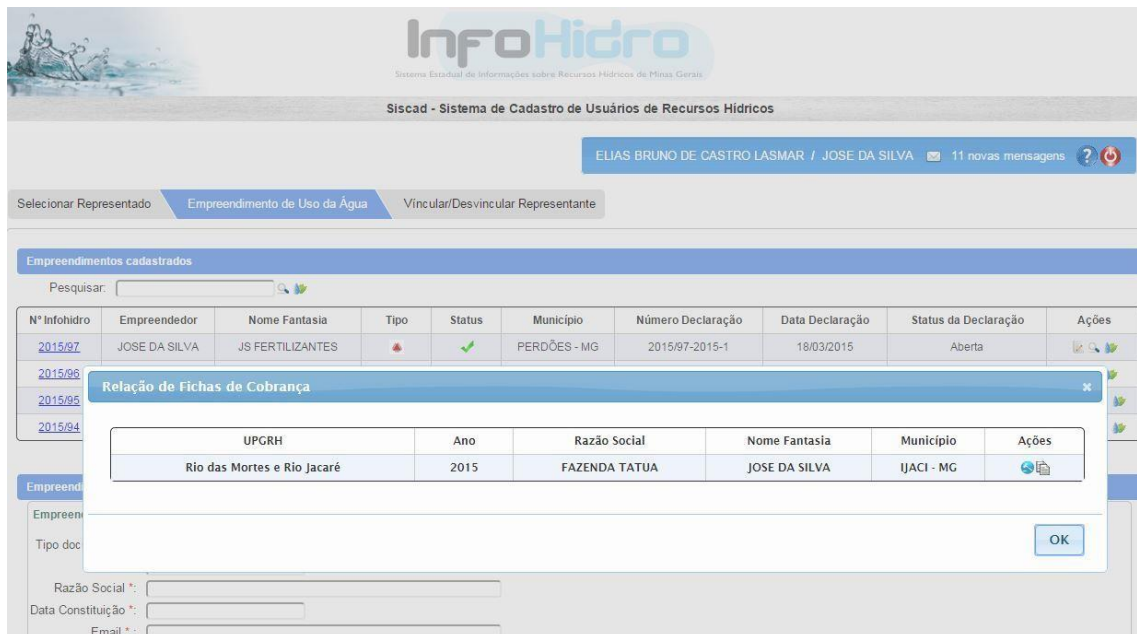 InFoHidro
Sistema Estadual de Informações sobre Recursos Hídricos de Minas Gerais
Siscad - Sistema de Cadastro de Usuários de Recursos Hídricos
ELIAS BRUNO DE CASTRO LASMAR / JOSE DA SILVA 11 novas mensagens ?
Selecionar Representado Empreendimento de Uso da Água Víncular/Desvincular Representante
Empreendimentos cadastrados
Pesquisar:
Nº Infohidro Empreendedor Nome Fantasia Tipo Status Município Número Declaração Data Declaração Status da Declaração Ações
2015/97 JOSE DA SILVA JS FERTILIZANTES PERDÕES - MG 2015/97-2015-1 18/03/2015 Aberta
2015/96
Relação de Fichas de Cobrança
2015/95
2015/94
UPGRH Ano Razão Social Nome Fantasia Município Ações
Rio das Mortes e Rio Jacaré 2015 FAZENDA TATUA JOSE DA SILVA IJACI - MG
Empreendi
Empreen
Tipo doc
OK
Razão Social *:
Data Constituição *:
Email * :